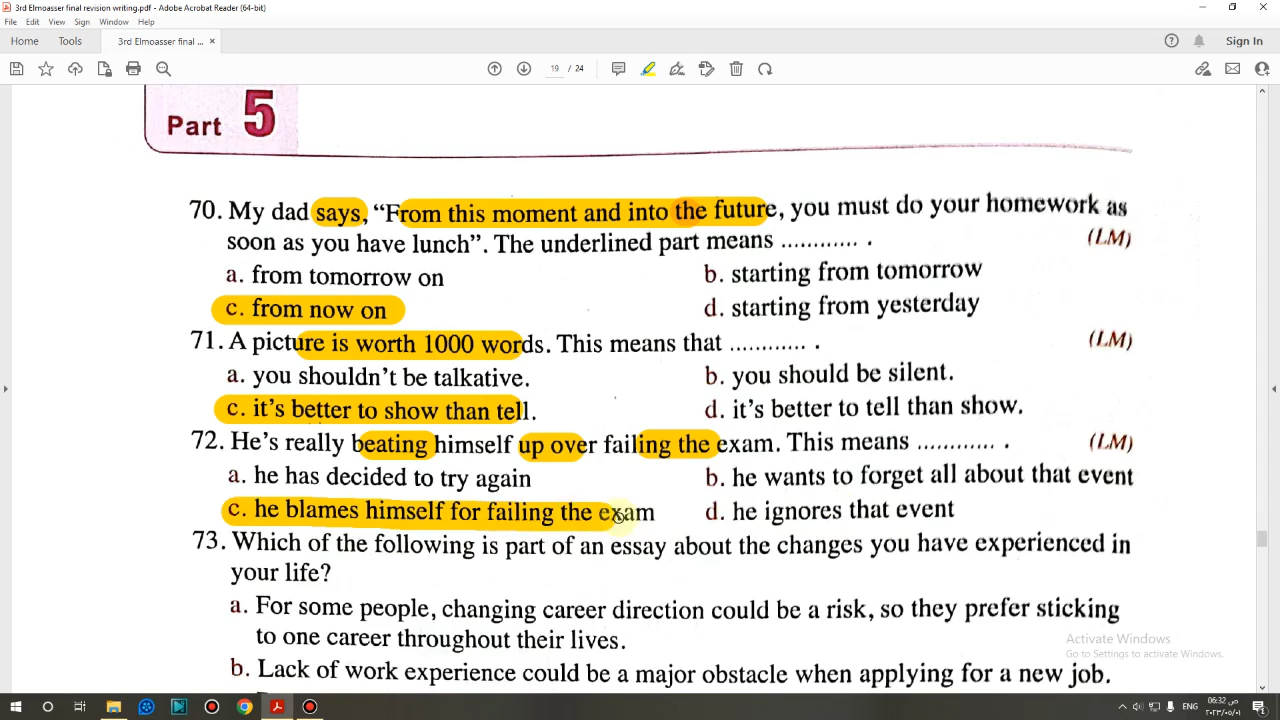 3rd Elmoasser final revision writing.pdf - Adobe Acrobat Reader (64-bit)
File Edit View Sign Window Help
Home Tools 3rd Elmoasser final ... × Sign In
19 / 24
Part 5
70. My dad says, “From this moment and into the future, you must do your homework as
soon as you have lunch”. The underlined part means ............ . (LM)
a. from tomorrow on b. starting from tomorrow
c. from now on d. starting from yesterday
71. A picture is worth 1000 words. This means that ............ . (LM)
a. you shouldn’t be talkative. b. you should be silent.
c. it’s better to show than tell. d. it’s better to tell than show.
72. He’s really beating himself up over failing the exam. This means ............ . (LM)
a. he has decided to try again b. he wants to forget all about that event
c. he blames himself for failing the exam d. he ignores that event
73. Which of the following is part of an essay about the changes you have experienced in
your life?
a. For some people, changing career direction could be a risk, so they prefer sticking
to one career throughout their lives.
b. Lack of work experience could be a major obstacle when applying for a new job.
Activate Windows
Go to Settings to activate Windows.
ENG
06:32 ص